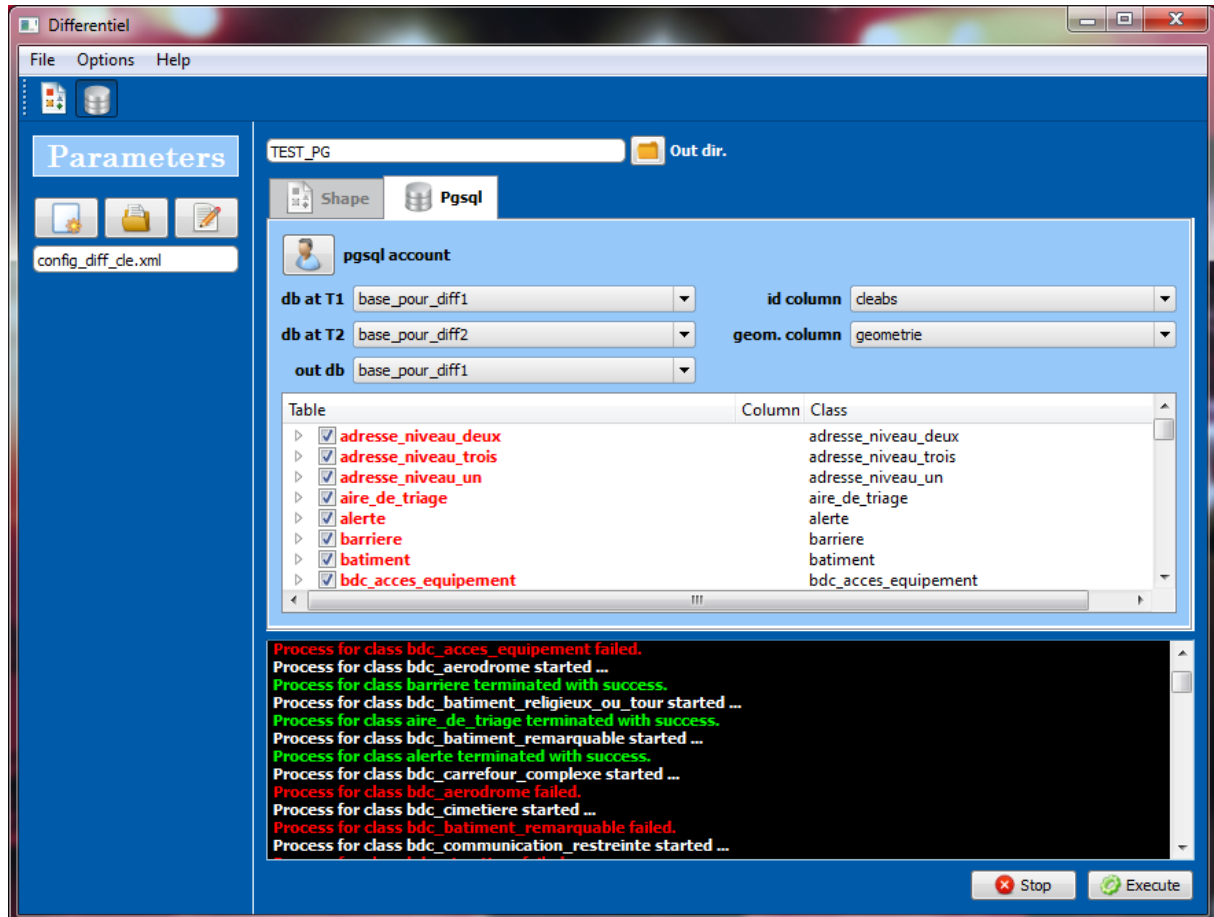 Differentiel
File Options Help
Parameters
config_diff_cle.xml
TEST_PG Out dir.
Shape Pgsql
pgsql account
db at T1 base_pour_diff1 id column cleabs
db at T2 base_pour_diff2 geom. column geometrie
out db base_pour_diff1
Table Column Class
adresse_niveau_deux adresse_niveau_deux
adresse_niveau_trois adresse_niveau_trois
adresse_niveau_un adresse_niveau_un
aire_de_triage aire_de_triage
alerte alerte
barriere barriere
batiment batiment
bdc_acces_equipement bdc_acces_equipement
Process for class bdc_acces_equipement failed.
Process for class bdc_aerodrome started ...
Process for class barriere terminated with success.
Process for class bdc_batiment_religieux_ou_tour started ...
Process for class aire_de_triage terminated with success.
Process for class bdc_batiment_remarquable started ...
Process for class alerte terminated with success.
Process for class bdc_carrefour_complexe started ...
Process for class bdc_aerodrome failed.
Process for class bdc_cimetiere started ...
Process for class bdc_batiment_remarquable failed.
Process for class bdc_communication_restreinte started ...
Stop Execute